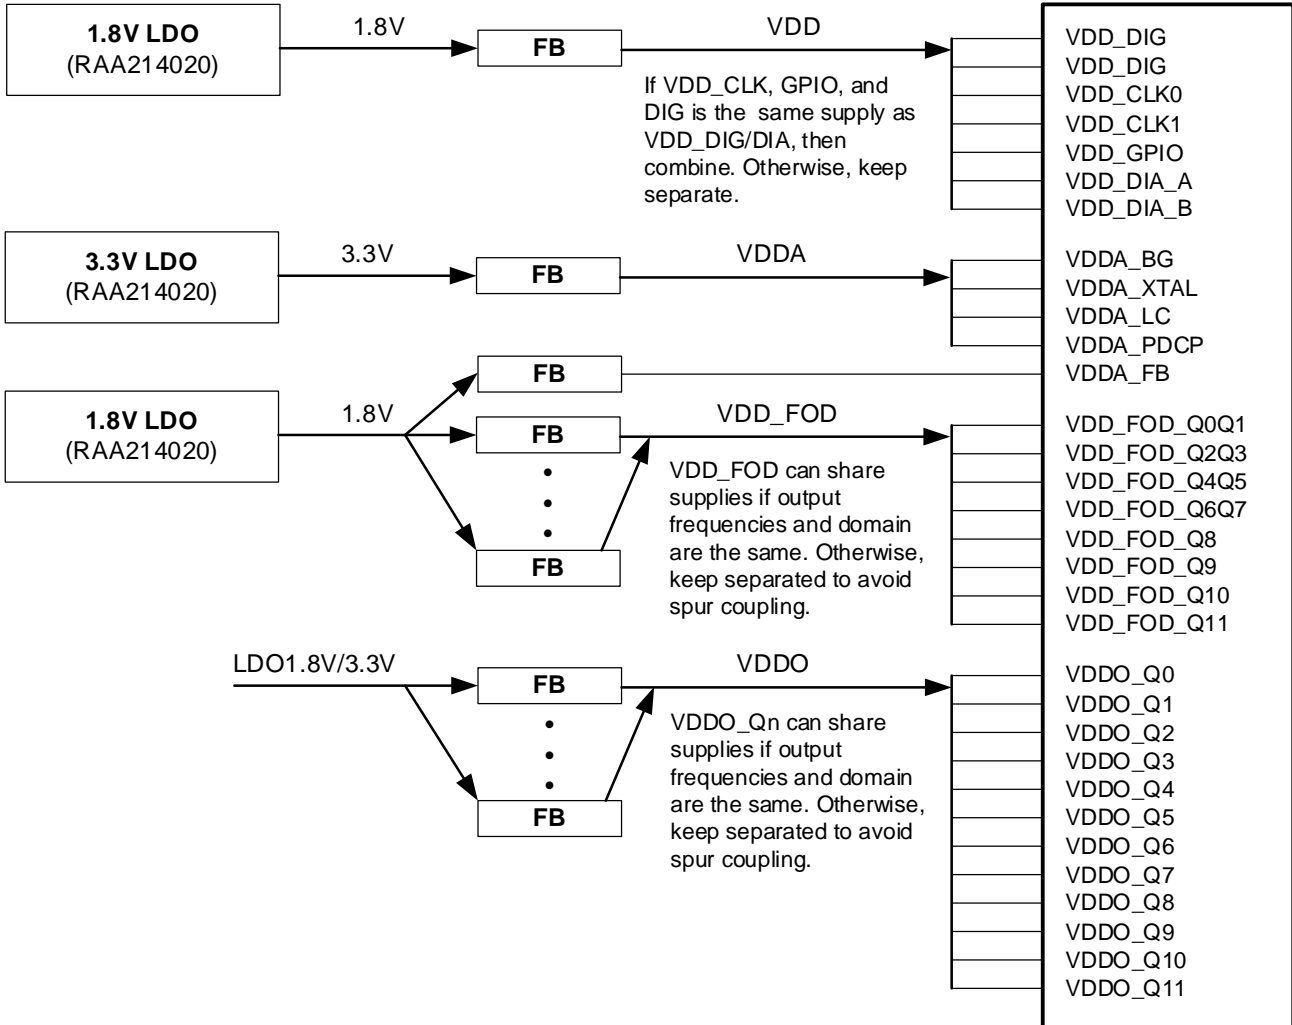 1.8V LDO
(RAA214020)
1.8V
FB
VDD
If VDD_CLK, GPIO, and
DIG is the same supply as
VDD_DIG/DIA, then
combine. Otherwise, keep
separate.
VDD_DIG
VDD_DIG
VDD_CLK0
VDD_CLK1
VDD_GPIO
VDD_DIA_A
VDD_DIA_B
3.3V LDO
(RAA214020)
3.3V
FB
VDDA
VDDA_BG
VDDA_XTAL
VDDA_LC
VDDA_PDCP
VDDA_FB
1.8V LDO
(RAA214020)
1.8V
FB
FB
FB
VDD_FOD
VDD_FOD can share
supplies if output
frequencies and domain
are the same. Otherwise,
keep separated to avoid
spur coupling.
VDD_FOD_Q0Q1
VDD_FOD_Q2Q3
VDD_FOD_Q4Q5
VDD_FOD_Q6Q7
VDD_FOD_Q8
VDD_FOD_Q9
VDD_FOD_Q10
VDD_FOD_Q11
LDO1.8V/3.3V
FB
FB
VDDO
VDDO_Qn can share
supplies if output
frequencies and domain
are the same. Otherwise,
keep separated to avoid
spur coupling.
VDDO_Q0
VDDO_Q1
VDDO_Q2
VDDO_Q3
VDDO_Q4
VDDO_Q5
VDDO_Q6
VDDO_Q7
VDDO_Q8
VDDO_Q9
VDDO_Q10
VDDO_Q11